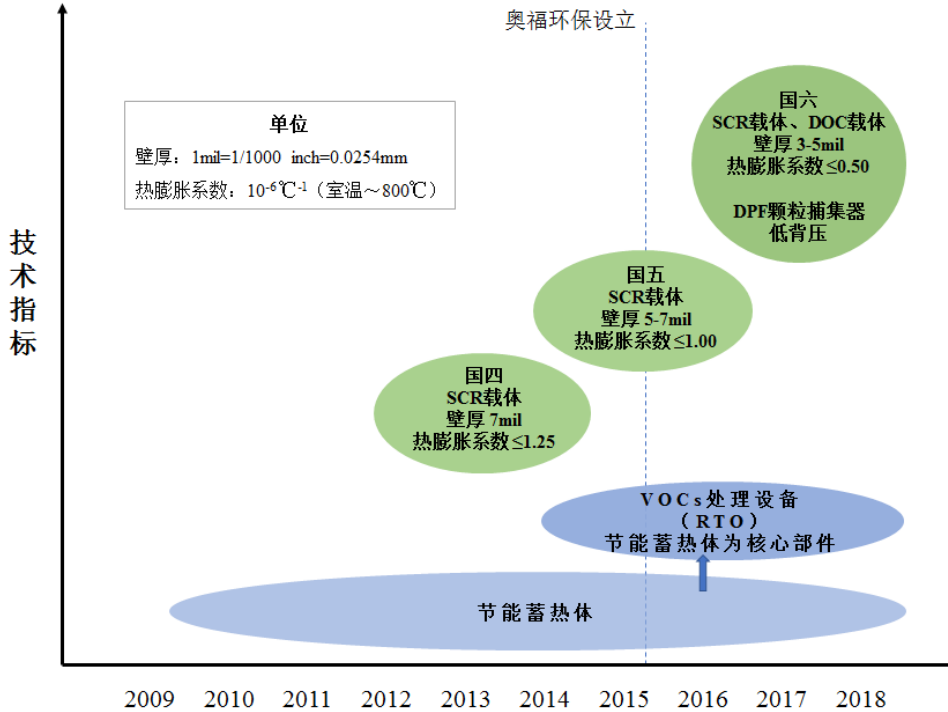 奥福环保设立
单位
壁厚：1mil=1/1000 inch=0.0254mm
热膨胀系数：10⁻⁶℃⁻¹（室温～800℃）
技术指标
国六
SCR载体、DOC载体
壁厚 3-5mil
热膨胀系数≤0.50
DPF颗粒捕集器
低背压
国五
SCR载体
壁厚 5-7mil
热膨胀系数≤1.00
国四
SCR载体
壁厚 7mil
热膨胀系数≤1.25
VOCs处理设备
（RTO）
节能蓄热体为核心部件
节能蓄热体
2009 2010 2011 2012 2013 2014 2015 2016 2017 2018